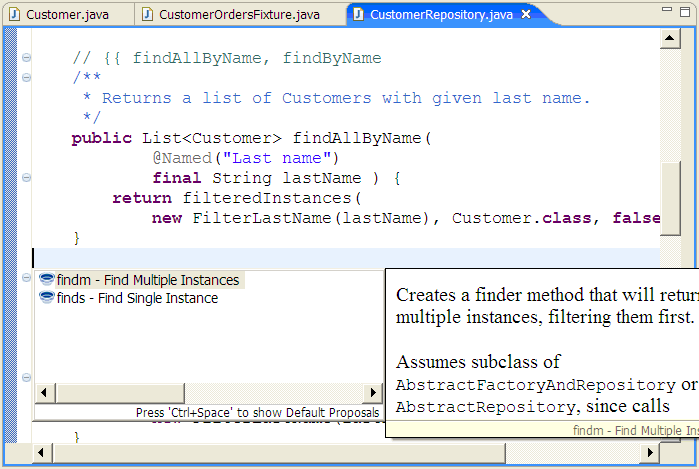 Customer.java CustomerOrdersFixture.java CustomerRepository.java
// {{ findAllByName, findByName
/**
* Returns a list of Customers with given last name.
*/
public List<Customer> findAllByName(
@Named("Last name")
final String lastName ) {
return filteredInstances(
new FilterLastName(lastName), Customer.class, false
}
findm - Find Multiple Instances
finds - Find Single Instance
Press 'Ctrl+Space' to show Default Proposals
Creates a finder method that will return
multiple instances, filtering them first.
Assumes subclass of
AbstractFactoryAndRepository or
AbstractRepository, since calls
findm - Find Multiple Ins
}